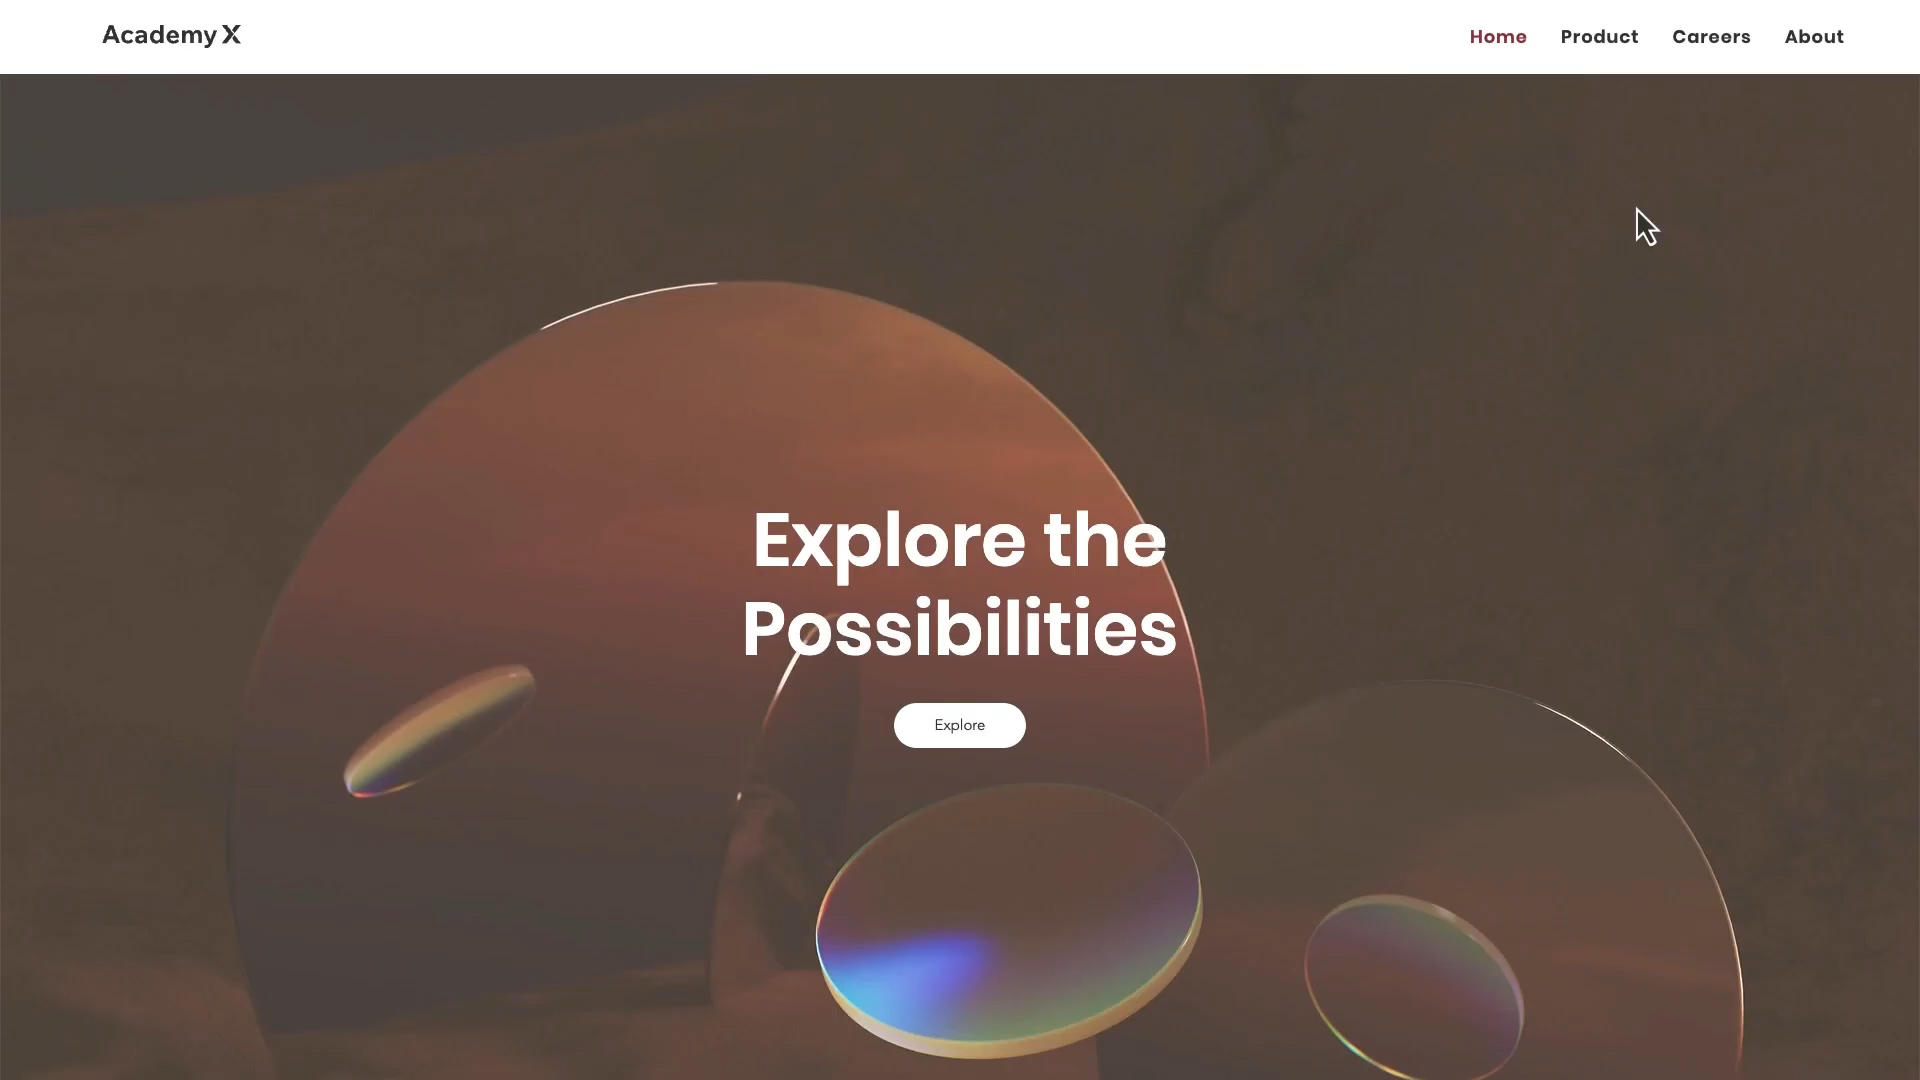 Academy X
Home Product Careers About
Explore the
Possibilities
Explore